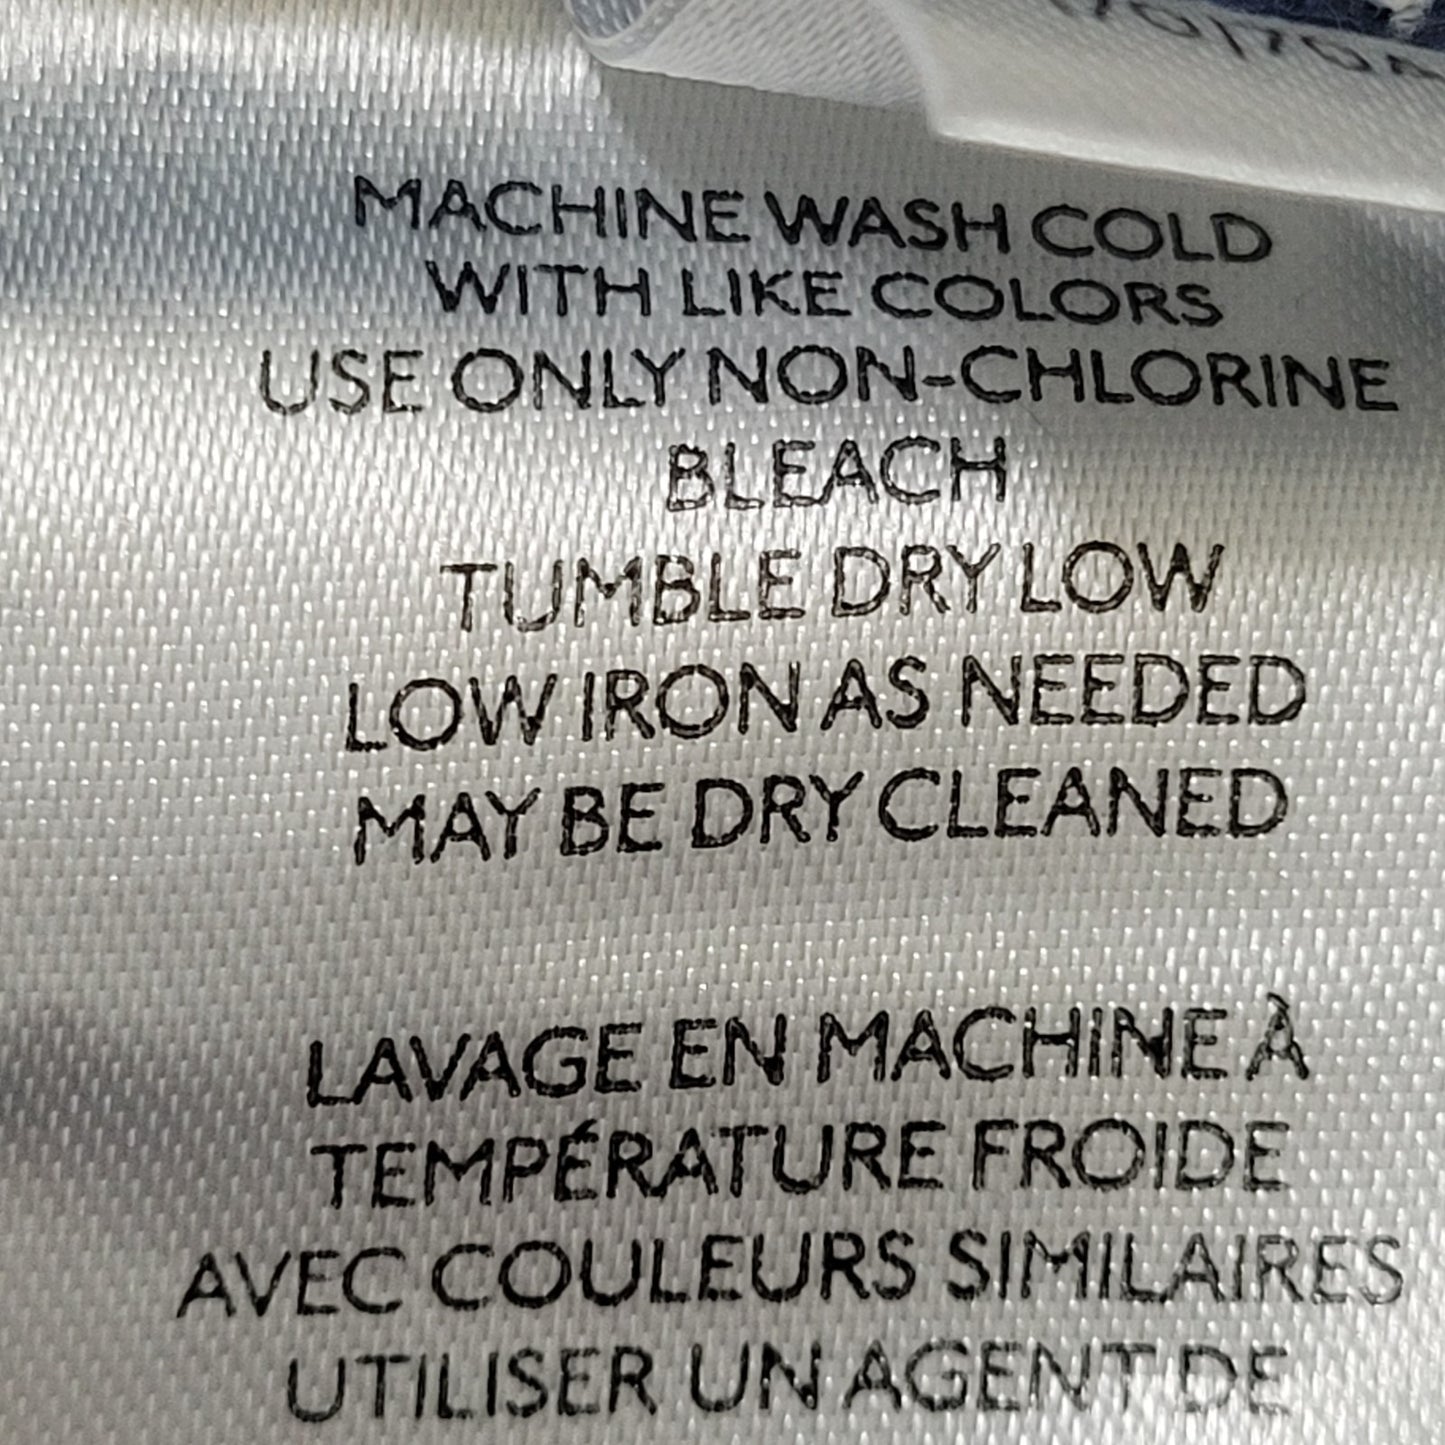 MACHINE WASH COLD
WITH LIKE COLORS
USE ONLY NON-CHLORINE
BLEACH
TUMBLE DRY LOW
LOW IRON AS NEEDED
MAY BE DRY CLEANED
LAVAGE EN MACHINE À
TEMPÉRATURE FROIDE
AVEC COULEURS SIMILAIRES
UTILISER UN AGENT DE